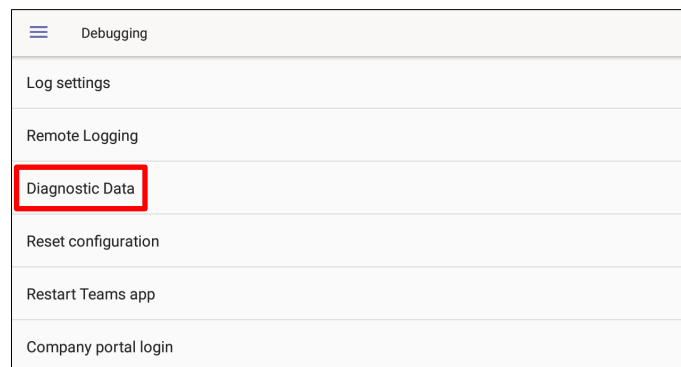 Debugging
Log settings
Remote Logging
Diagnostic Data
Reset configuration
Restart Teams app
Company portal login